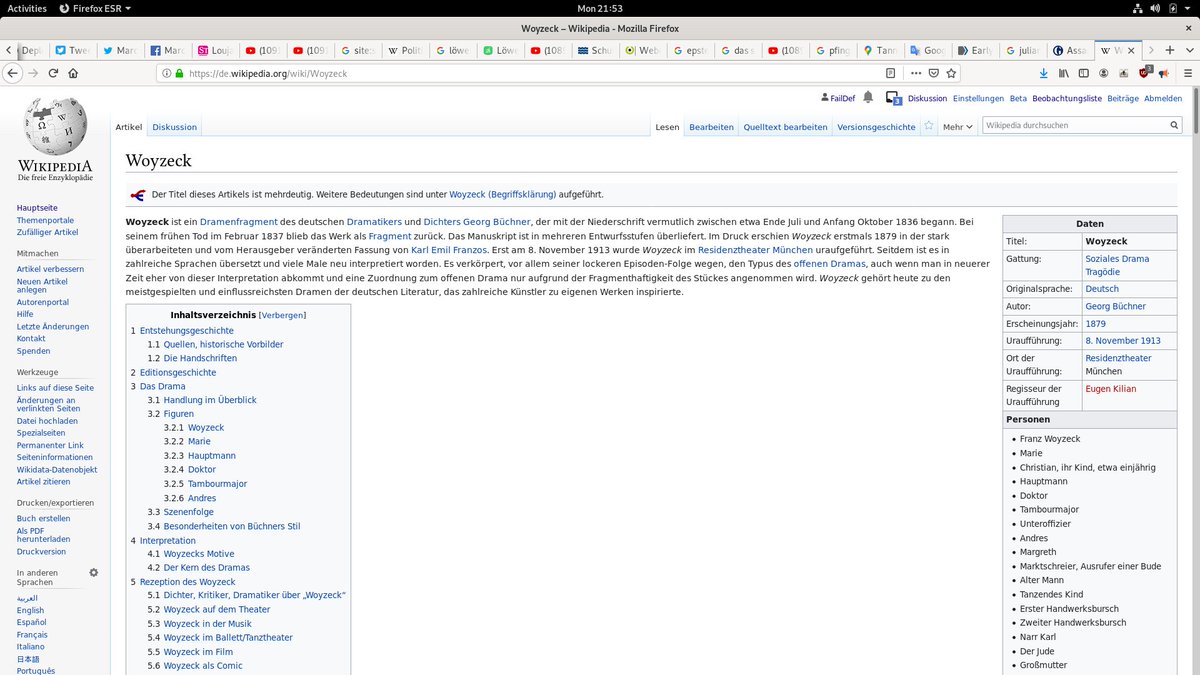 Activities Firefox ESR Mon 21:53
Woyzeck – Wikipedia - Mozilla Firefox
Twee Marc Louja (109 (109 site: Polit löwe Löwe (108 Schu Web epste das s (108 pfing Tann Goog Early julia Assa W
https://de.wikipedia.org/wiki/Woyzeck
FailDef 3 Diskussion Einstellungen Beta Beobachtungsliste Beiträge Abmelden
Artikel Diskussion Lesen Bearbeiten Quelltext bearbeiten Versionsgeschichte Mehr Wikipedia durchsuchen
WIKIPEDIA
Die freie Enzyklopädie
Hauptseite
Themenportale
Zufälliger Artikel
Mitmachen
Artikel verbessern
Neuen Artikel
anlegen
Autorenportal
Hilfe
Letzte Änderungen
Kontakt
Spenden
Werkzeuge
Links auf diese Seite
Änderungen an
verlinkten Seiten
Datei hochladen
Spezialseiten
Permanenter Link
Seiteninformationen
Wikidata-Datenobjekt
Artikel zitieren
Drucken/exportieren
Buch erstellen
Als PDF
herunterladen
Druckversion
In anderen
Sprachen
العربية
English
Español
Français
Italiano
日本語
Português
Woyzeck
Der Titel dieses Artikels ist mehrdeutig. Weitere Bedeutungen sind unter Woyzeck (Begriffsklärung) aufgeführt.
Woyzeck ist ein Dramenfragment des deutschen Dramatikers und Dichters Georg Büchner, der mit der Niederschrift vermutlich zwischen etwa Ende Juli und Anfang Oktober 1836 begann. Bei
seinem frühen Tod im Februar 1837 blieb das Werk als Fragment zurück. Das Manuskript ist in mehreren Entwurfsstufen überliefert. Im Druck erschien Woyzeck erstmals 1879 in der stark
überarbeiteten und vom Herausgeber veränderten Fassung von Karl Emil Franzos. Erst am 8. November 1913 wurde Woyzeck im Residenztheater München uraufgeführt. Seitdem ist es in
zahlreiche Sprachen übersetzt und viele Male neu interpretiert worden. Es verkörpert, vor allem seiner lockeren Episoden-Folge wegen, den Typus des offenen Dramas, auch wenn man in neuerer
Zeit eher von dieser Interpretation abkommt und eine Zuordnung zum offenen Drama nur aufgrund der Fragmenthaftigkeit des Stückes angenommen wird. Woyzeck gehört heute zu den
meistgespielten und einflussreichsten Dramen der deutschen Literatur, das zahlreiche Künstler zu eigenen Werken inspirierte.
Inhaltsverzeichnis [Verbergen]
1 Entstehungsgeschichte
1.1 Quellen, historische Vorbilder
1.2 Die Handschriften
2 Editionsgeschichte
3 Das Drama
3.1 Handlung im Überblick
3.2 Figuren
3.2.1 Woyzeck
3.2.2 Marie
3.2.3 Hauptmann
3.2.4 Doktor
3.2.5 Tambourmajor
3.2.6 Andres
3.3 Szenenfolge
3.4 Besonderheiten von Büchners Stil
4 Interpretation
4.1 Woyzecks Motive
4.2 Der Kern des Dramas
5 Rezeption des Woyzeck
5.1 Dichter, Kritiker, Dramatiker über „Woyzeck“
5.2 Woyzeck auf dem Theater
5.3 Woyzeck in der Musik
5.4 Woyzeck im Ballett/Tanztheater
5.5 Woyzeck im Film
5.6 Woyzeck als Comic
Daten
Titel: Woyzeck
Gattung: Soziales Drama
Tragödie
Originalsprache: Deutsch
Autor: Georg Büchner
Erscheinungsjahr: 1879
Uraufführung: 8. November 1913
Ort der Residenztheater
Uraufführung: München
Regisseur der Eugen Kilian
Uraufführung
Personen
• Franz Woyzeck
• Marie
• Christian, ihr Kind, etwa einjährig
• Hauptmann
• Doktor
• Tambourmajor
• Unteroffizier
• Andres
• Margreth
• Marktschreier, Ausrufer einer Bude
• Alter Mann
• Tanzendes Kind
• Erster Handwerksbursch
• Zweiter Handwerksbursch
• Narr Karl
• Der Jude
• Großmutter